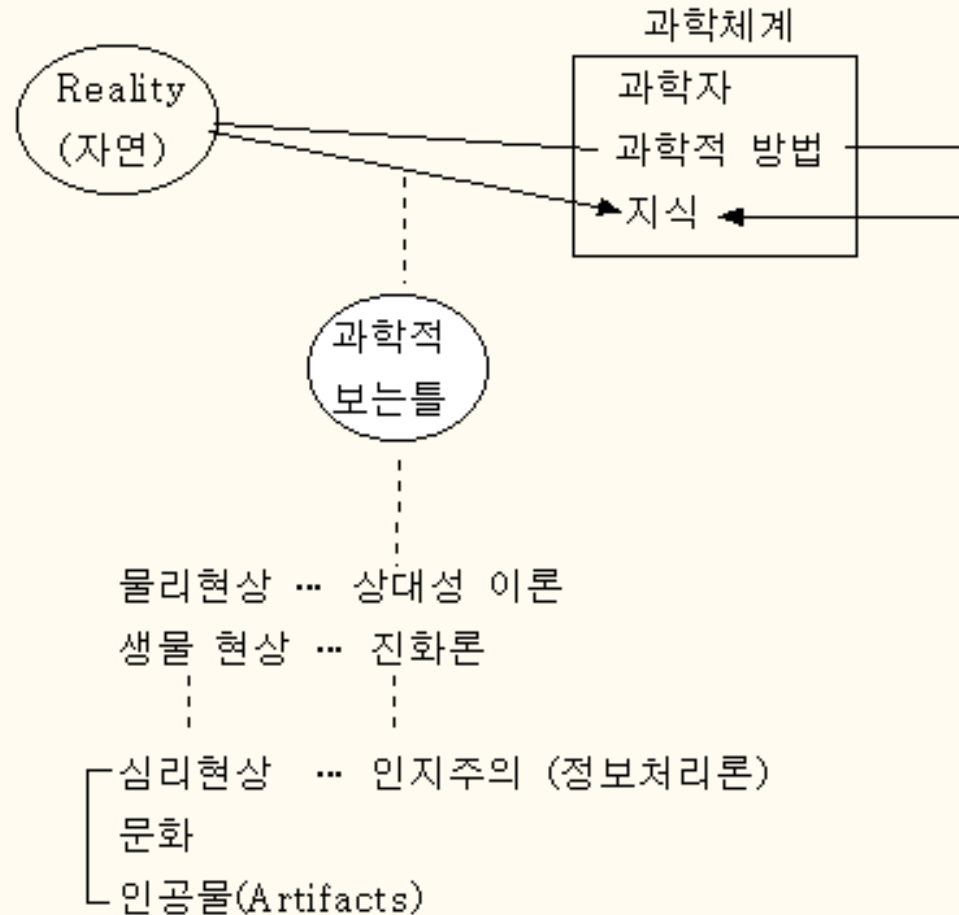 과학체계
Reality
(자연)
과학자
과학적 방법
지식
과학적
보는틀
물리현상 … 상대성 이론
생물 현상 … 진화론
심리현상 … 인지주의 (정보처리론)
문화
인공물(Artifacts)